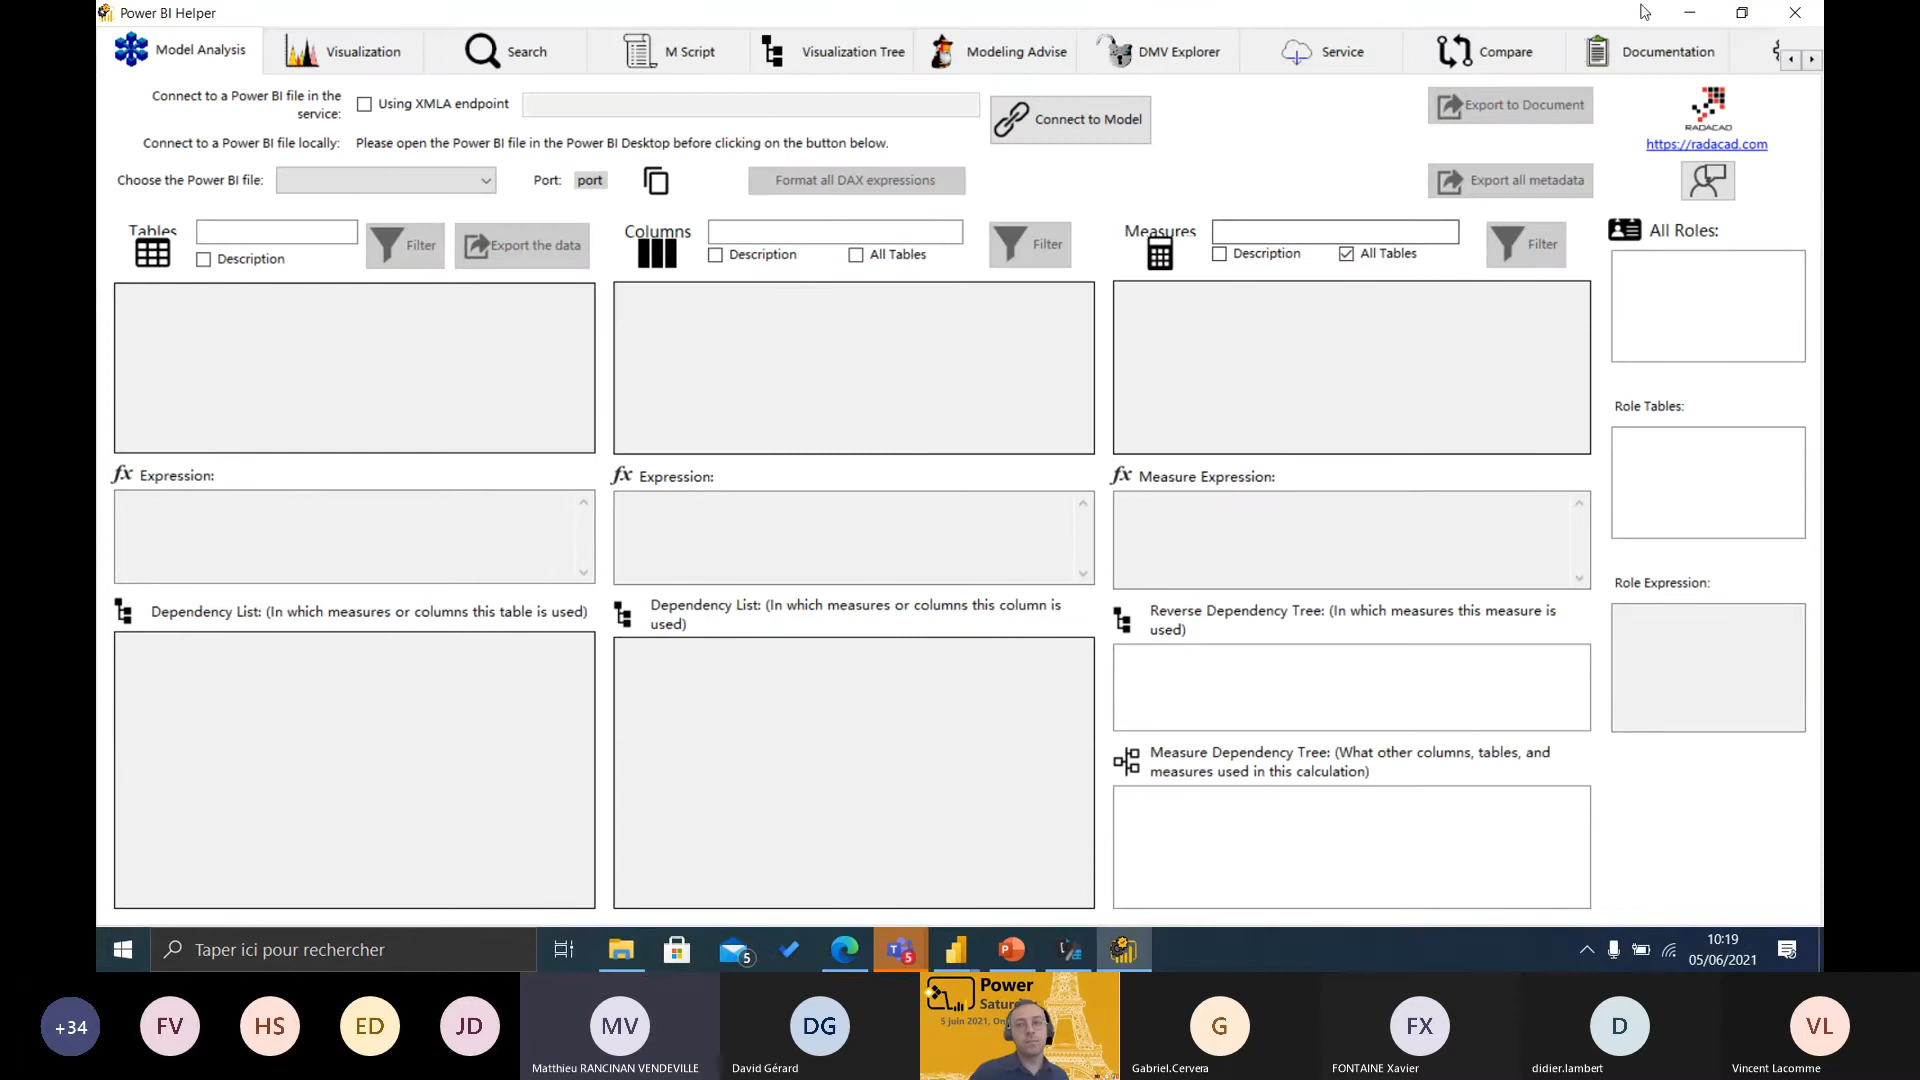 Power BI Helper
Model Analysis
Visualization
Search
M Script
Visualization Tree
Modeling Advise
DMV Explorer
Service
Compare
Documentation
Connect to a Power BI file in the
service:
Using XMLA endpoint
Connect to Model
Export to Document
RADACAD
https://radacad.com
Connect to a Power BI file locally:
Please open the Power BI file in the Power BI Desktop before clicking on the button below.
Choose the Power BI file:
Port:
port
Format all DAX expressions
Export all metadata
Tables
Description
Filter
Export the data
Columns
Description
All Tables
Filter
Measures
Description
All Tables
Filter
All Roles:
Role Tables:
Role Expression:
fx Expression:
fx Expression:
fx Measure Expression:
Dependency List: (In which measures or columns this table is used)
Dependency List: (In which measures or columns this column is
used)
Reverse Dependency Tree: (In which measures this measure is
used)
Measure Dependency Tree: (What other columns, tables, and
measures used in this calculation)
Taper ici pour rechercher
5
5
10:19
05/06/2021
+34
FV
HS
ED
JD
MV
Matthieu RANCINAN VENDEVILLE
DG
David Gérard
Power
5 juin 2021,
G
Gabriel.Cervera
FX
FONTAINE Xavier
D
didier.lambert
VL
Vincent Lacomme